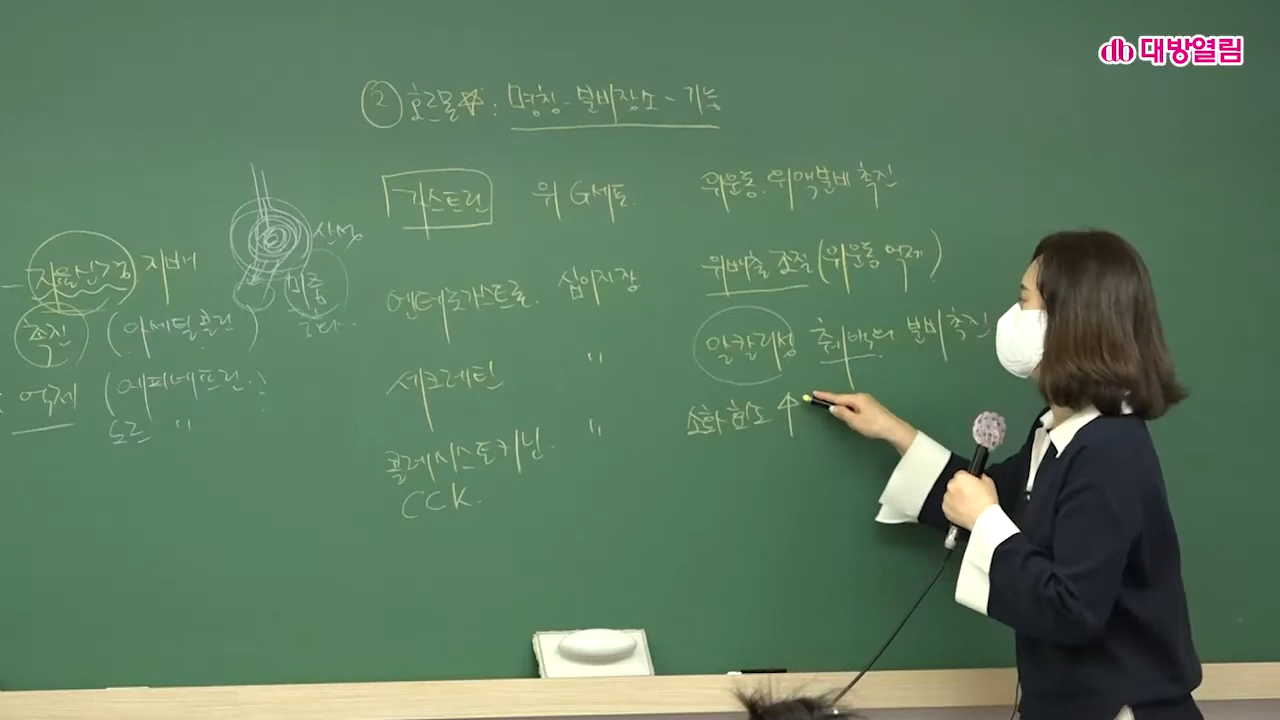 대방열림
② 호르몬☆: 명칭 - 분비장소 - 기능
가스트린 위 G세포. 위운동. 위액분비 촉진
엔테로가스트론. 십이지장 위배출 조절 (위운동 억제)
세크레틴 〃 알칼리성 췌액의 분비 촉진
콜레시스토키닌. 〃 소화효소 ↑
CCK.
산성
미즙
- 자율신경 지배
촉진 (아세틸콜린)
: 억제 (에피네프린.
노르 〃